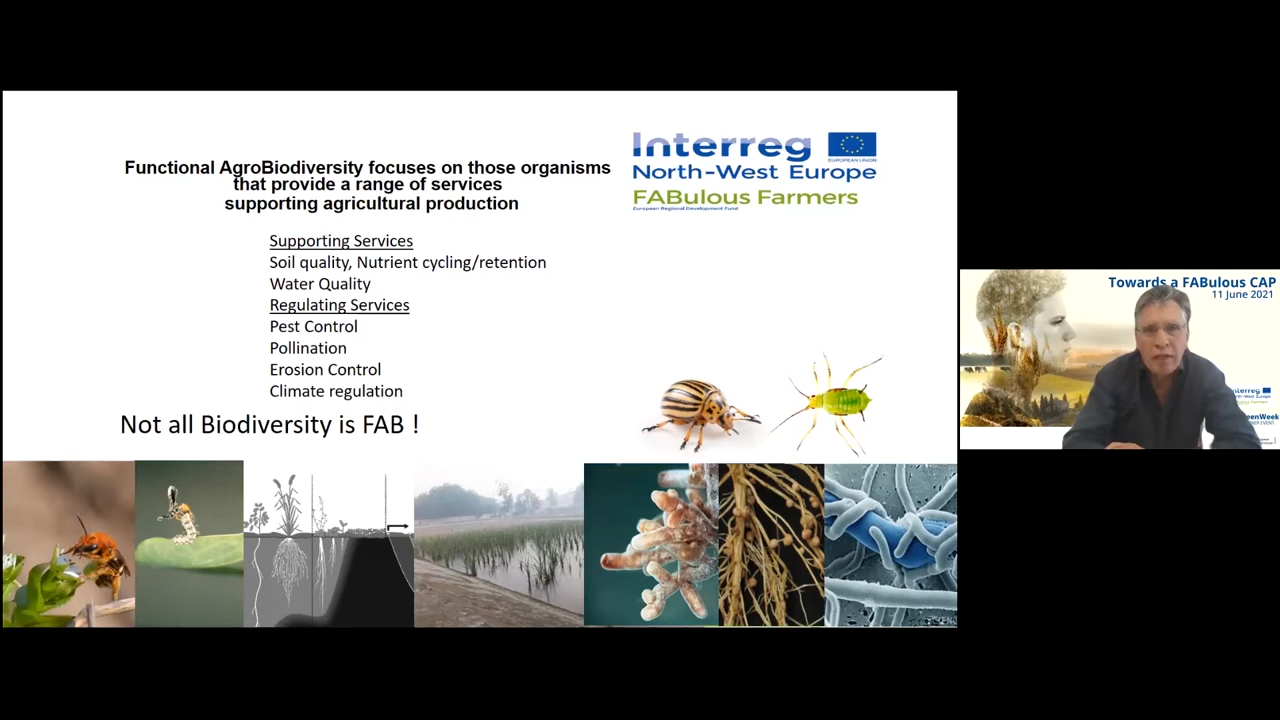 Functional AgroBiodiversity focuses on those organisms
that provide a range of services
supporting agricultural production
Interreg
EUROPEAN UNION
North-West Europe
FABulous Farmers
European Regional Development Fund
Supporting Services
Soil quality, Nutrient cycling/retention
Water Quality
Regulating Services
Pest Control
Pollination
Erosion Control
Climate regulation
Not all Biodiversity is FAB !
Towards a FABulous CAP
11 June 2021